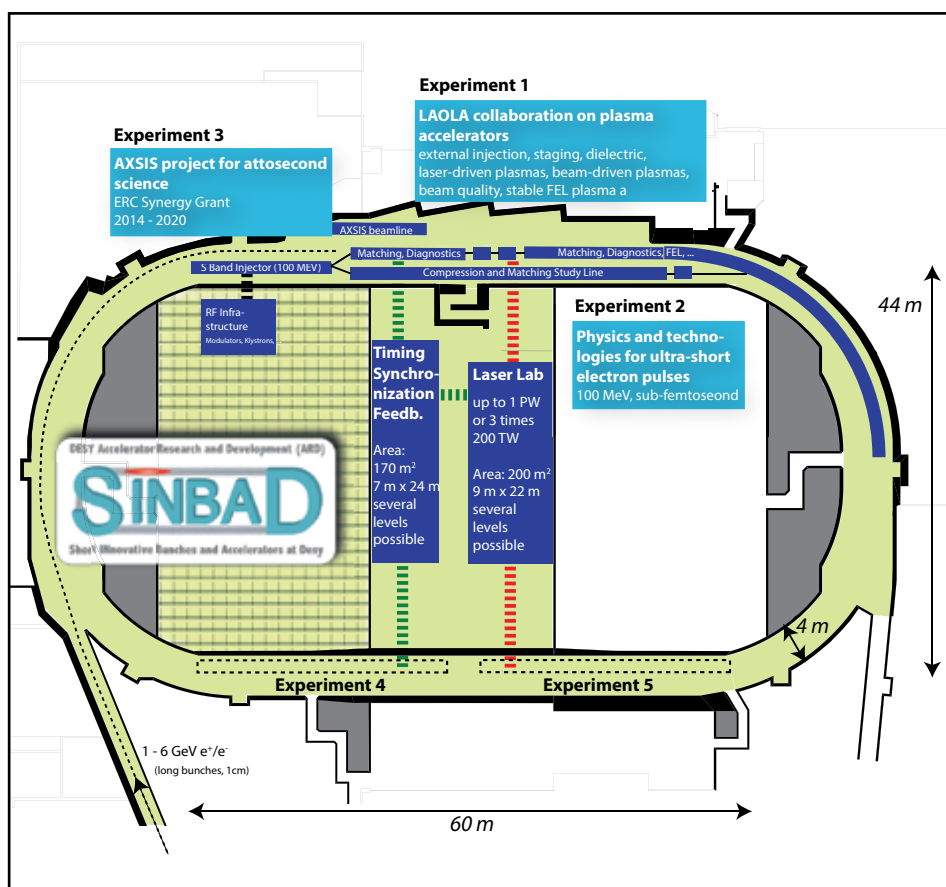 Experiment 1
LAOLA collaboration on plasma
accelerators
external injection, staging, dielectric,
laser-driven plasmas, beam-driven plasmas,
beam quality, stable FEL plasma a
Experiment 3
AXSIS project for attosecond
science
ERC Synergy Grant
2014 - 2020
AXSIS beamline
Matching, Diagnostics
Matching, Diagnostics, FEL, ...
S Band Injector (100 MEV)
Compression and Matching Study Line
RF Infra-
structure
Modulators, Klystrons,
Experiment 2
Physics and techno-
logies for ultra-short
electron pulses
100 MeV, sub-femtoseond
44 m
Timing
Synchro-
nization
Feedb.
Area:
170 m²
7 m x 24 m
several
levels
possible
Laser Lab
up to 1 PW
or 3 times
200 TW
Area: 200 m²
9 m x 22 m
several
levels
possible
DESY Accelerator Research and Development (ARD)
SINBAD
Short INnovative Bunches and Accelerators at Desy
4 m
Experiment 4
Experiment 5
1 - 6 GeV e⁺/e⁻
(long bunches, 1cm)
60 m